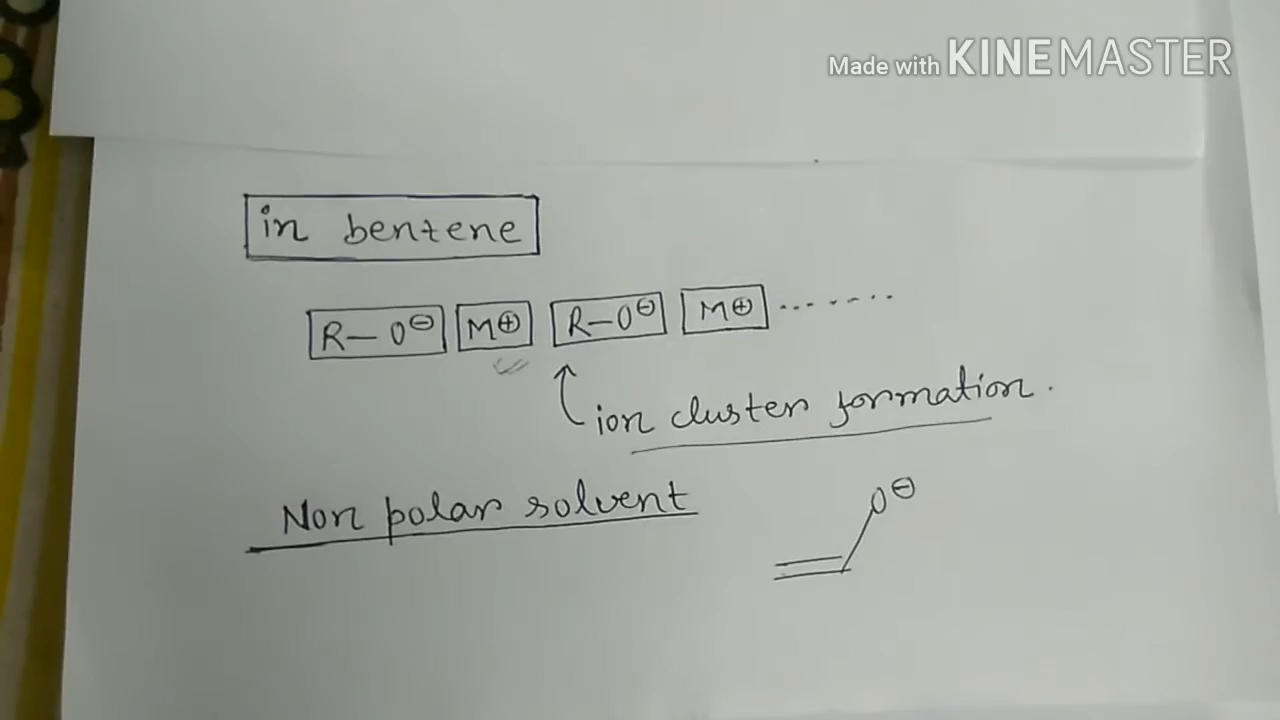 Made with KINEMASTER
in benzene
R–O⊖ M⊕ R–O⊖ M⊕ ........
ion cluster formation.
Non polar solvent
O⊖